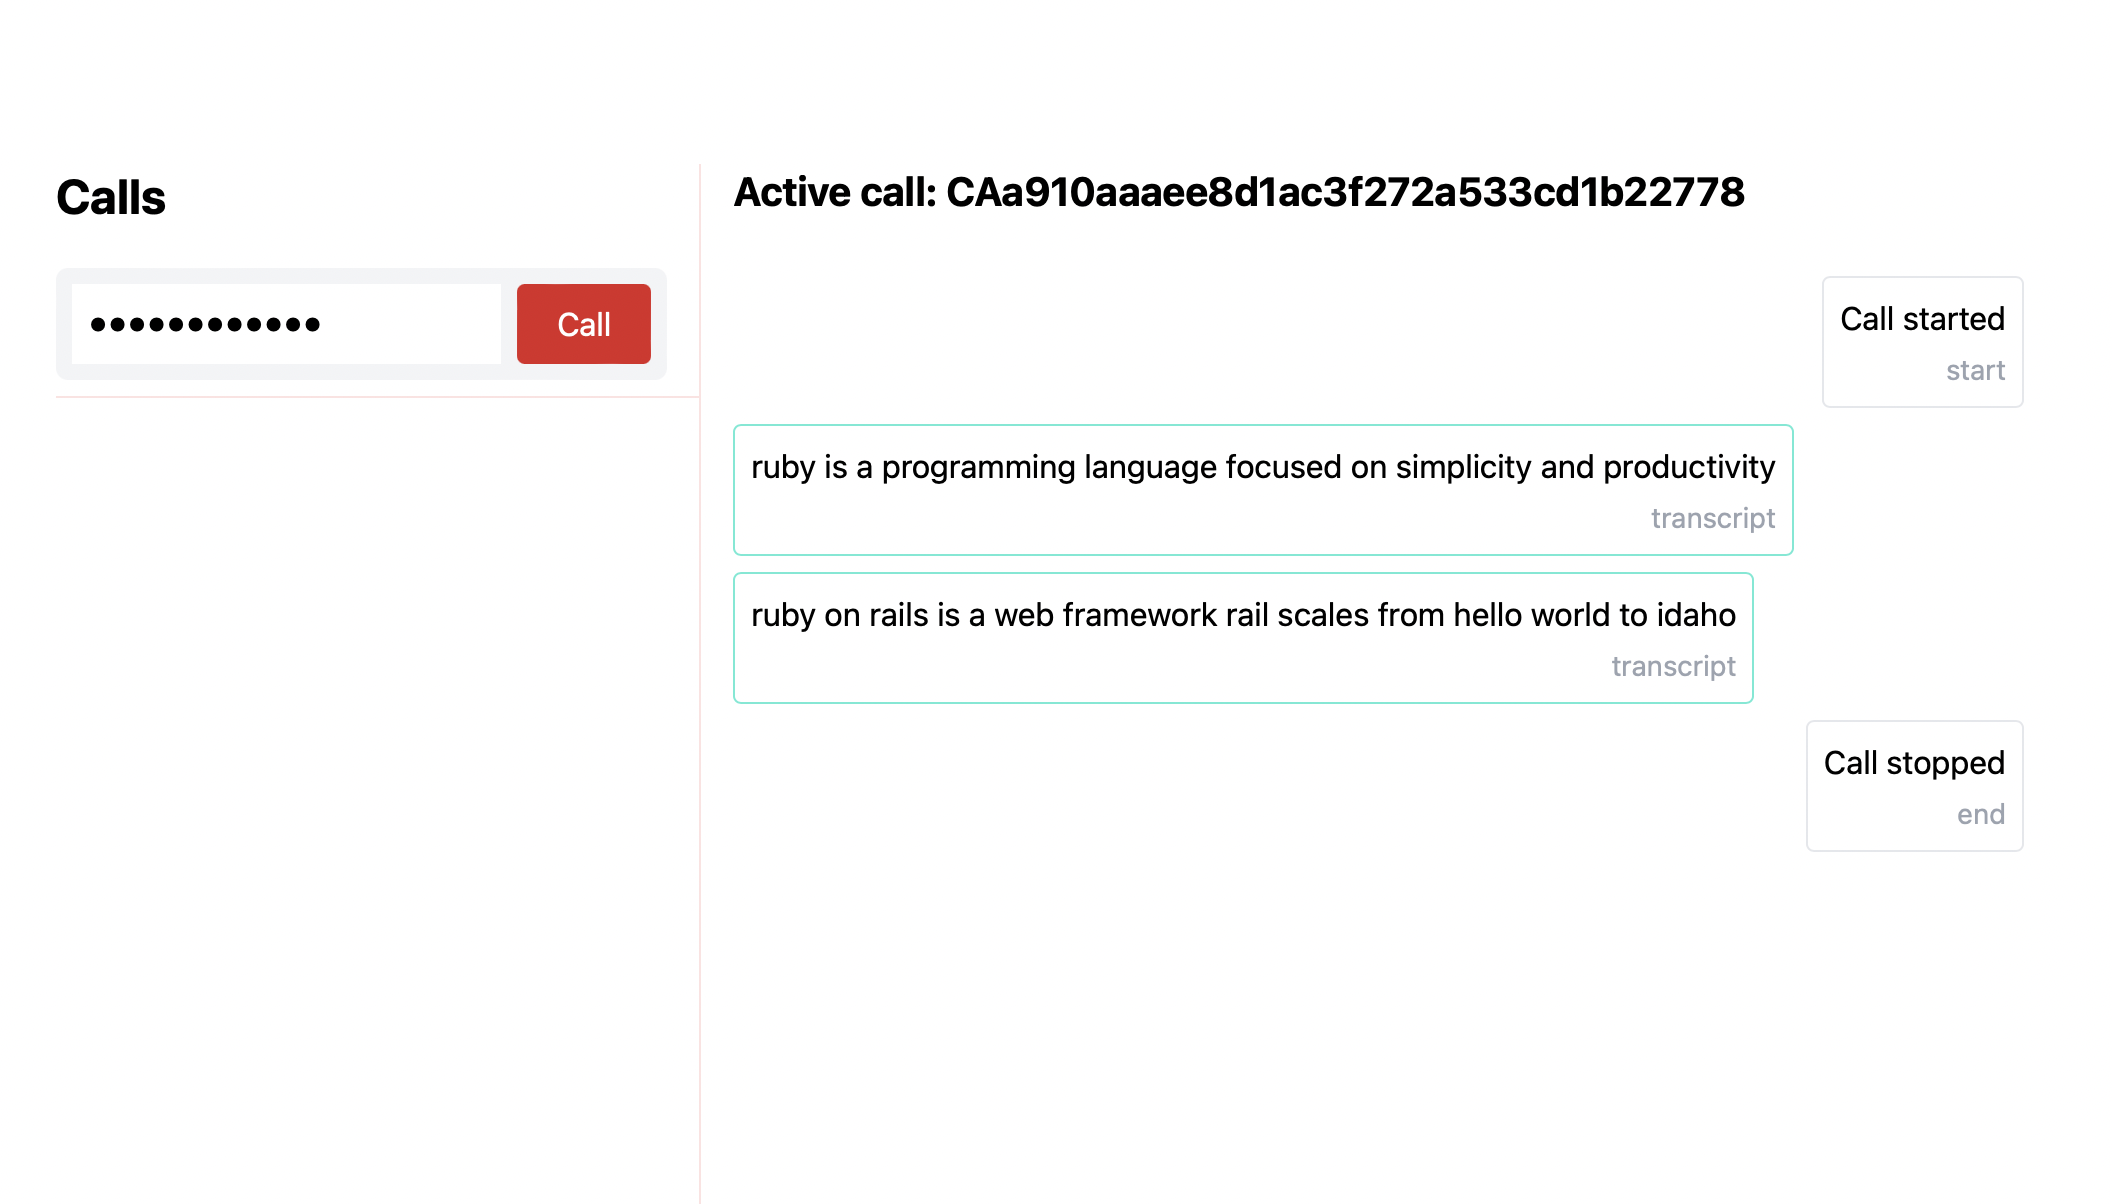 Calls
••••••••••••
Call
Active call: CAa910aaaee8d1ac3f272a533cd1b22778
Call started
start
ruby is a programming language focused on simplicity and productivity
transcript
ruby on rails is a web framework rail scales from hello world to idaho
transcript
Call stopped
end